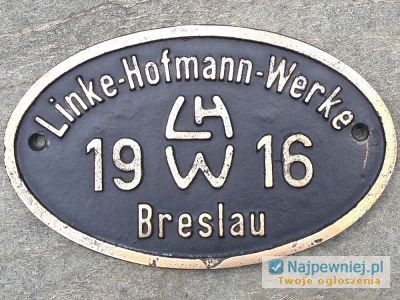 Linke-Hofmann-Werke
LH
19 W 16
Breslau
Najpewniej.pl
Twoje ogłoszenia